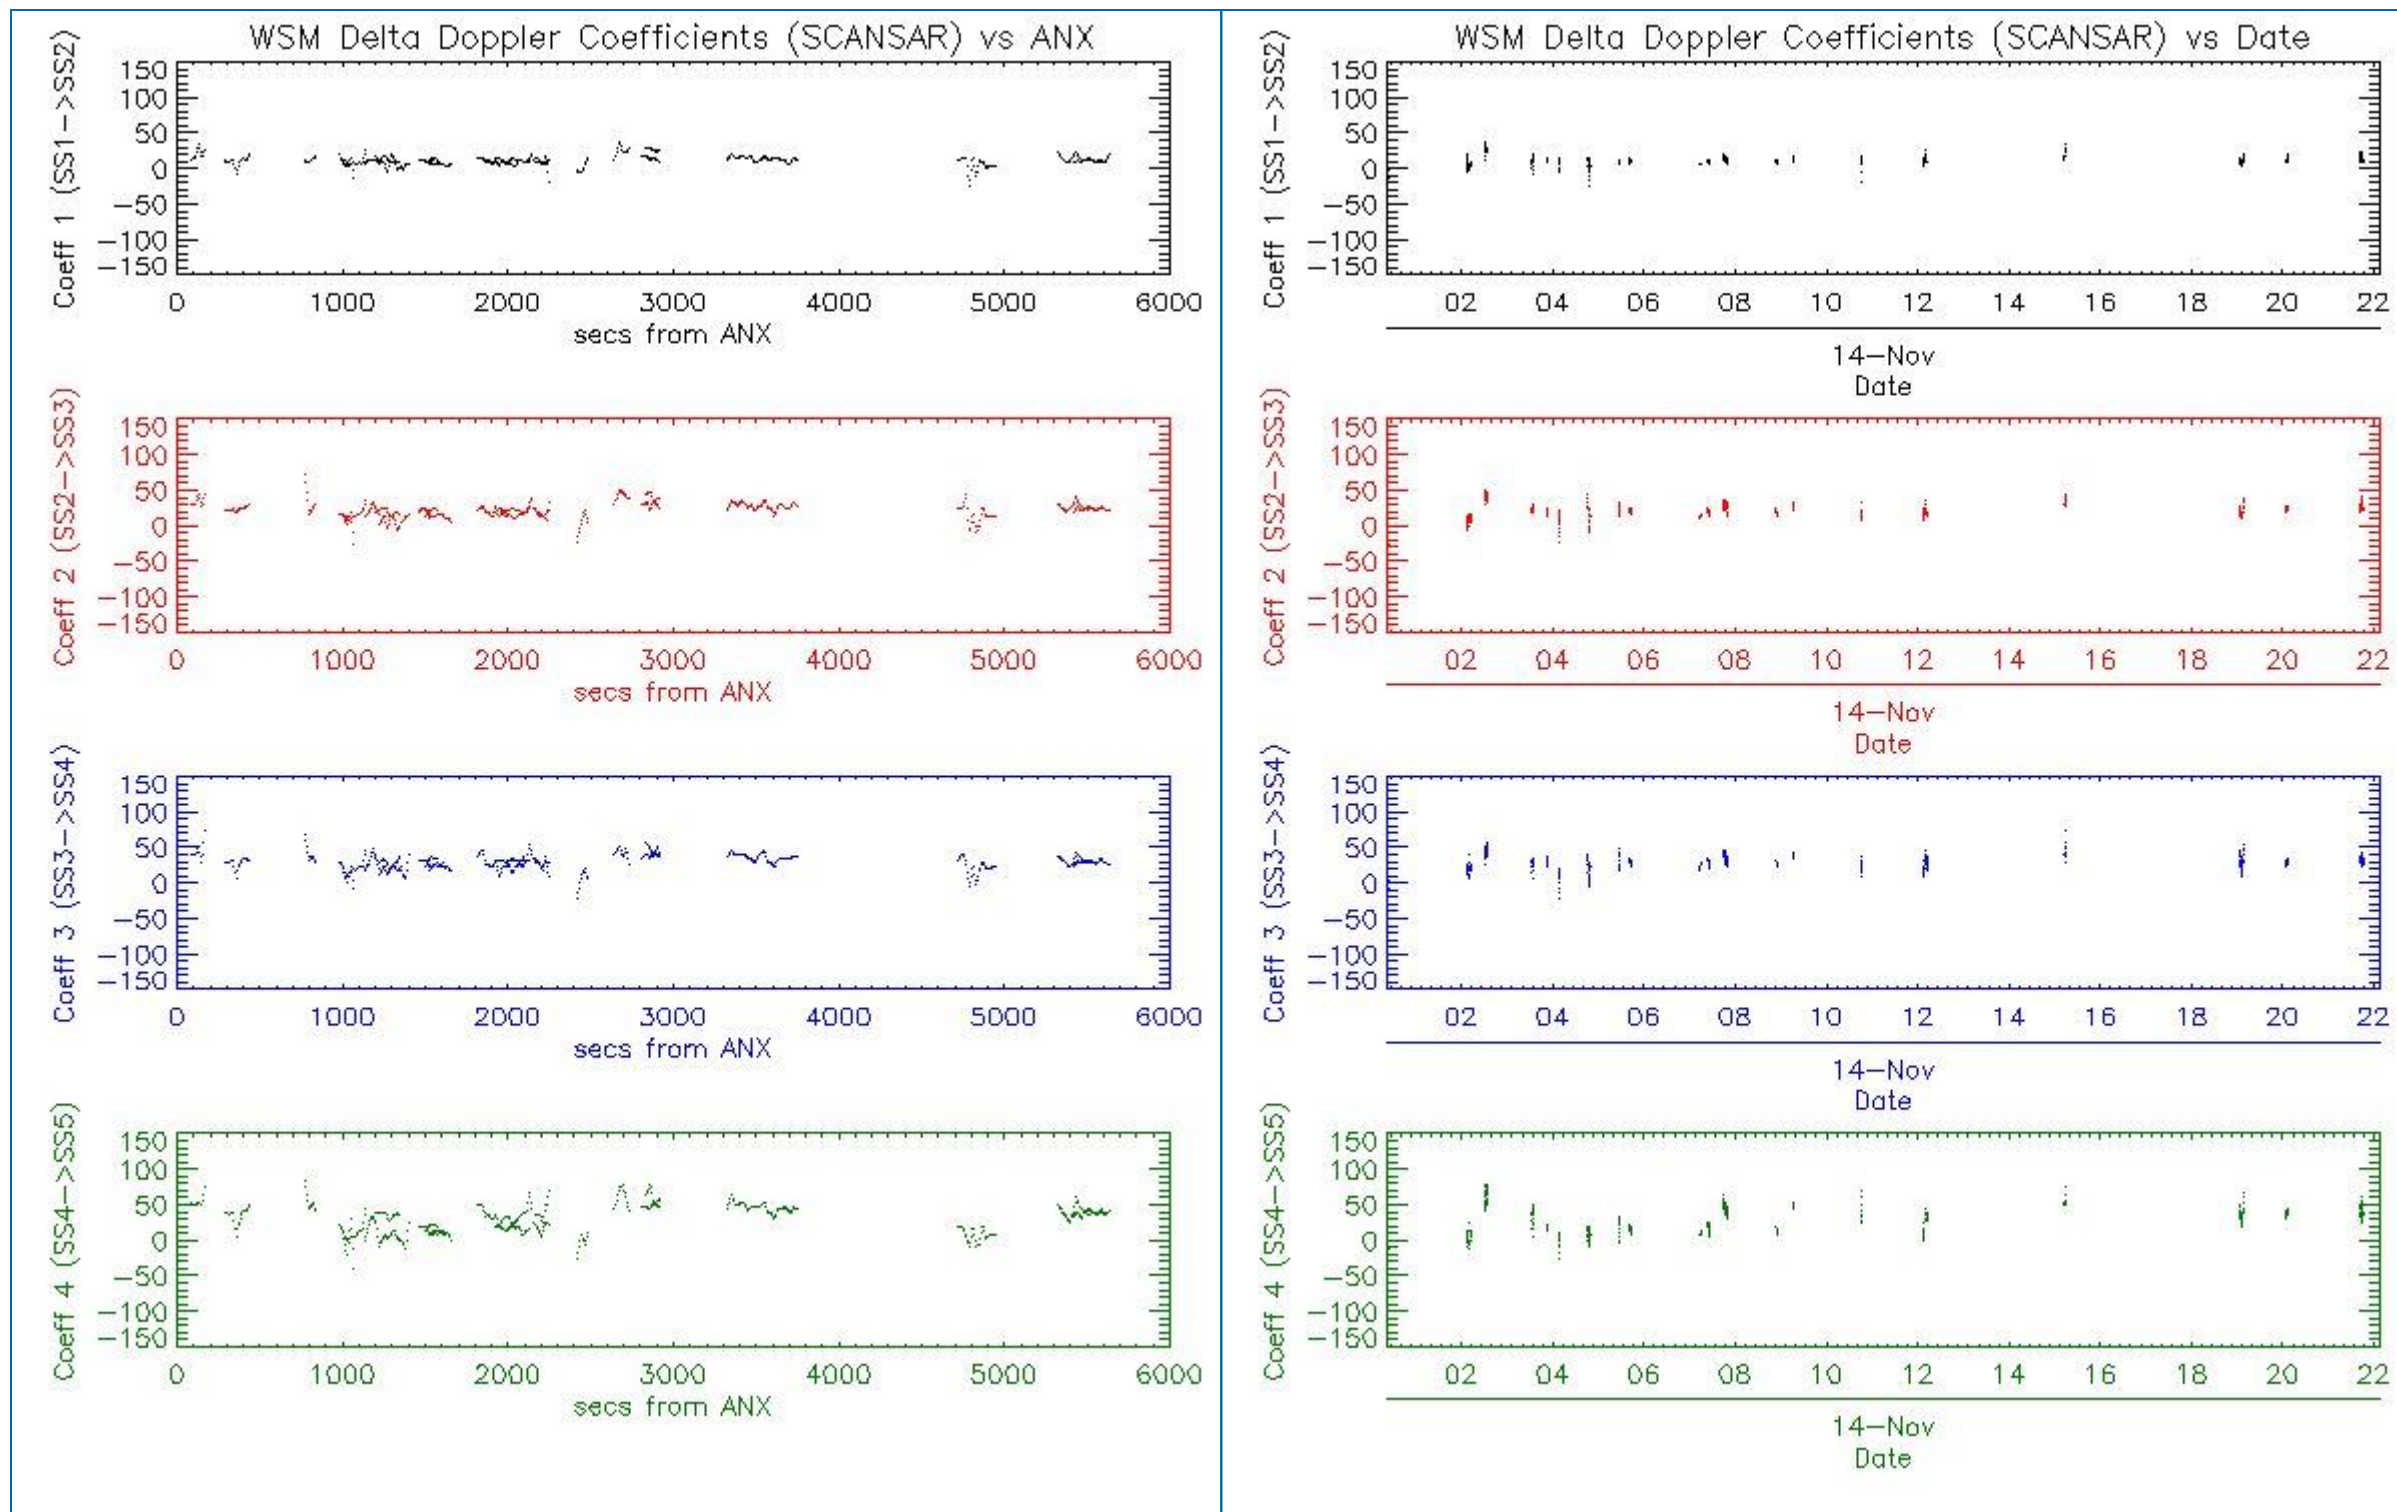 WSM Delta Doppler Coefficients (SCANSAR) vs ANX
Coeff 1 (SS1->SS2)
150
100
50
0
-50
-100
-150
0 1000 2000 3000 4000 5000 6000
secs from ANX
Coeff 2 (SS2->SS3)
150
100
50
0
-50
-100
-150
0 1000 2000 3000 4000 5000 6000
secs from ANX
Coeff 3 (SS3->SS4)
150
100
50
0
-50
-100
-150
0 1000 2000 3000 4000 5000 6000
secs from ANX
Coeff 4 (SS4->SS5)
150
100
50
0
-50
-100
-150
0 1000 2000 3000 4000 5000 6000
secs from ANX
WSM Delta Doppler Coefficients (SCANSAR) vs Date
Coeff 1 (SS1->SS2)
150
100
50
0
-50
-100
-150
02 04 06 08 10 12 14 16 18 20 22
14-Nov
Date
Coeff 2 (SS2->SS3)
150
100
50
0
-50
-100
-150
02 04 06 08 10 12 14 16 18 20 22
14-Nov
Date
Coeff 3 (SS3->SS4)
150
100
50
0
-50
-100
-150
02 04 06 08 10 12 14 16 18 20 22
14-Nov
Date
Coeff 4 (SS4->SS5)
150
100
50
0
-50
-100
-150
02 04 06 08 10 12 14 16 18 20 22
14-Nov
Date